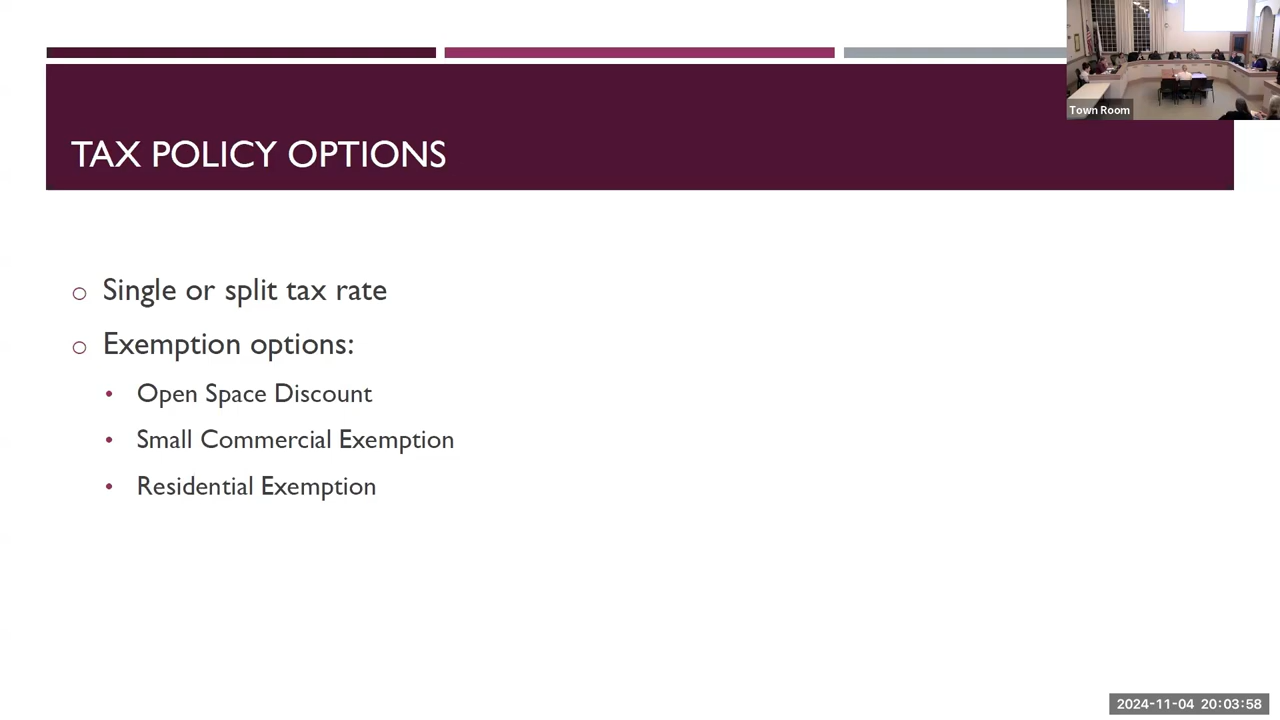 Town Room
TAX POLICY OPTIONS
Single or split tax rate
Exemption options:
Open Space Discount
Small Commercial Exemption
Residential Exemption
2024-11-04 20:03:58